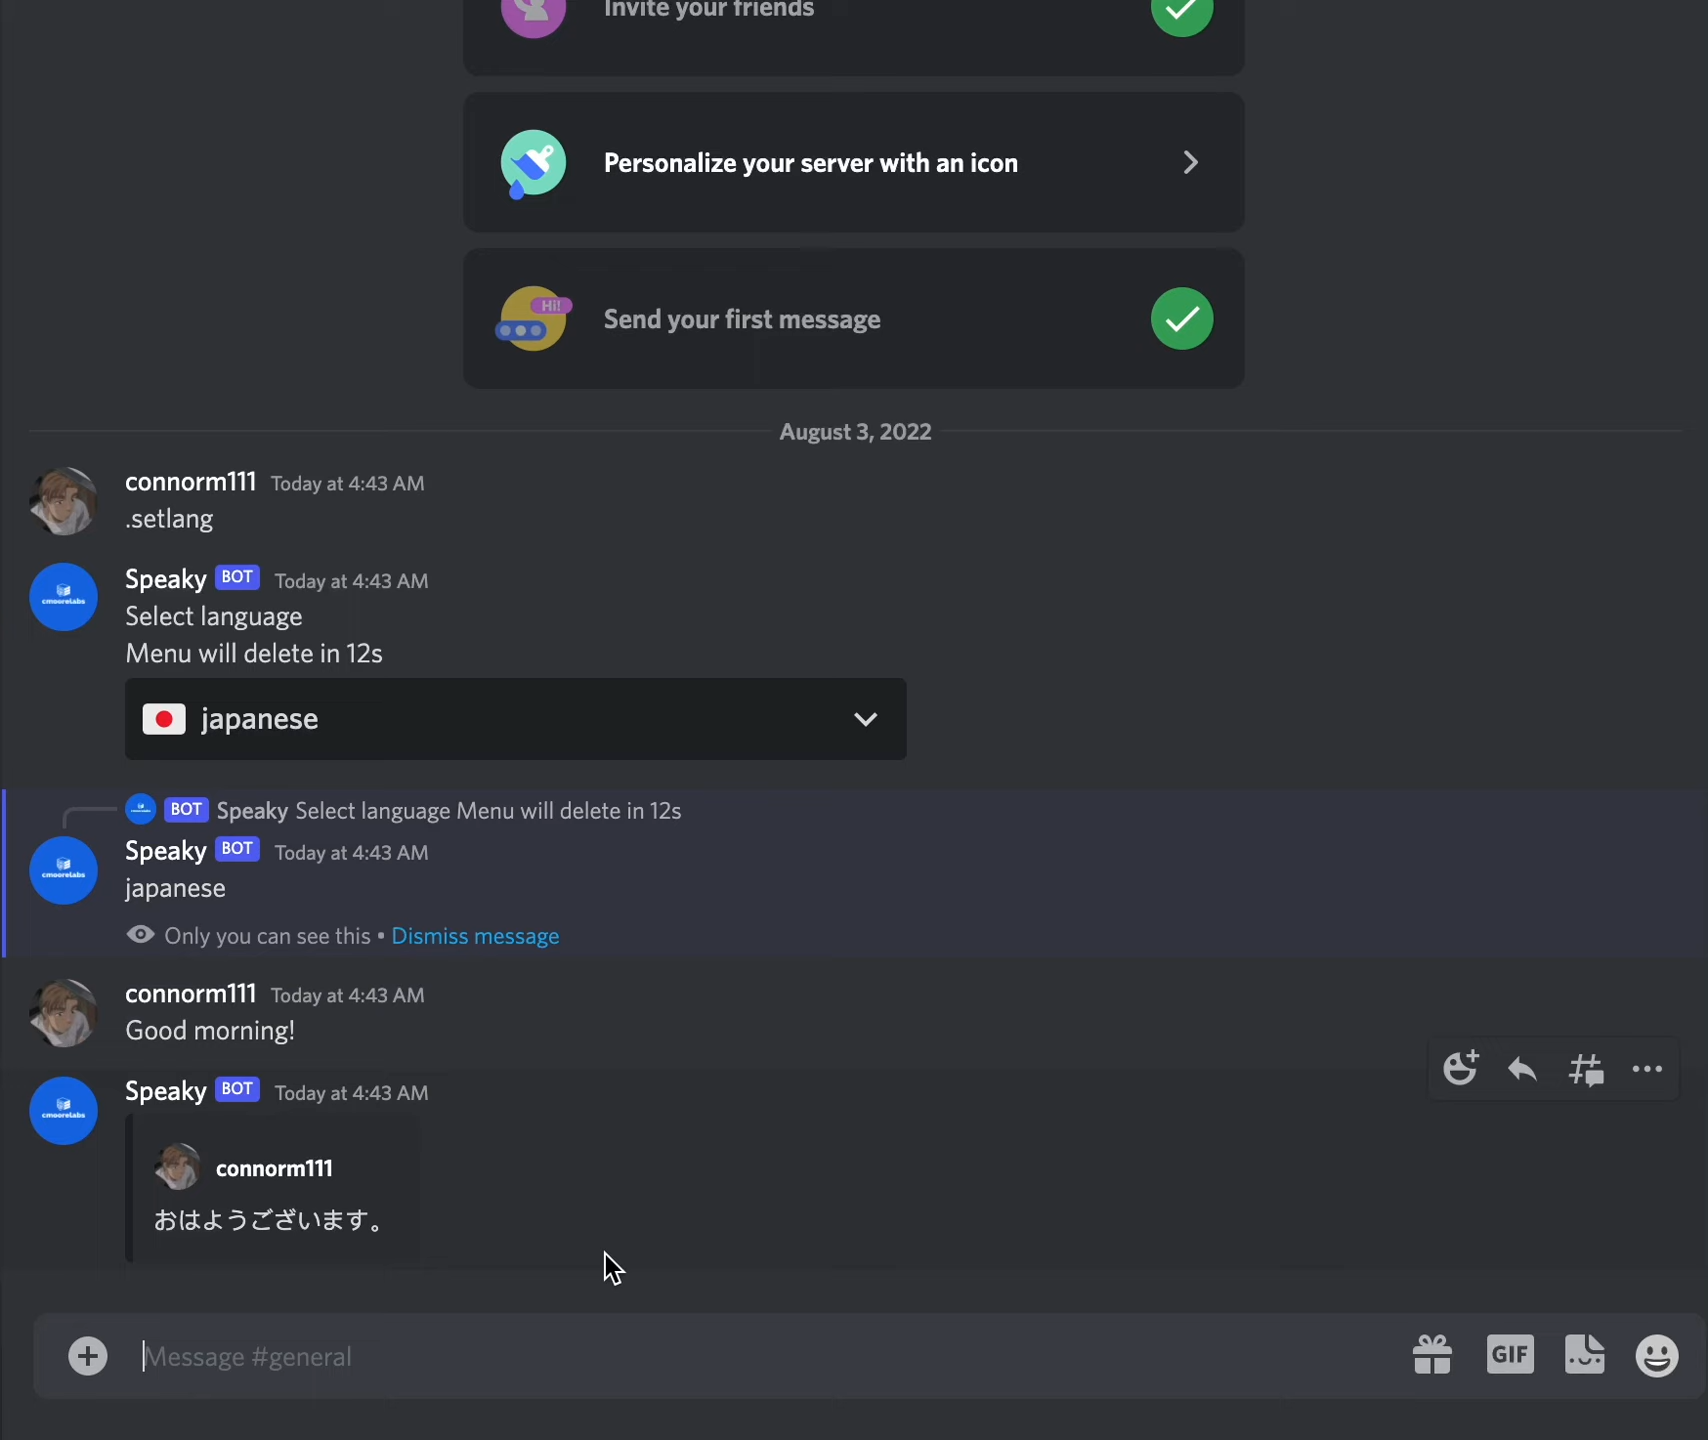 Invite your friends
Personalize your server with an icon
Hi!
Send your first message
August 3, 2022
connorm111 Today at 4:43 AM
.setlang
cmoorelabs
Speaky BOT Today at 4:43 AM
Select language
Menu will delete in 12s
japanese
BOT Speaky Select language Menu will delete in 12s
cmoorelabs
Speaky BOT Today at 4:43 AM
japanese
Only you can see this • Dismiss message
connorm111 Today at 4:43 AM
Good morning!
cmoorelabs
Speaky BOT Today at 4:43 AM
connorm111
おはようございます。
Message #general
GIF